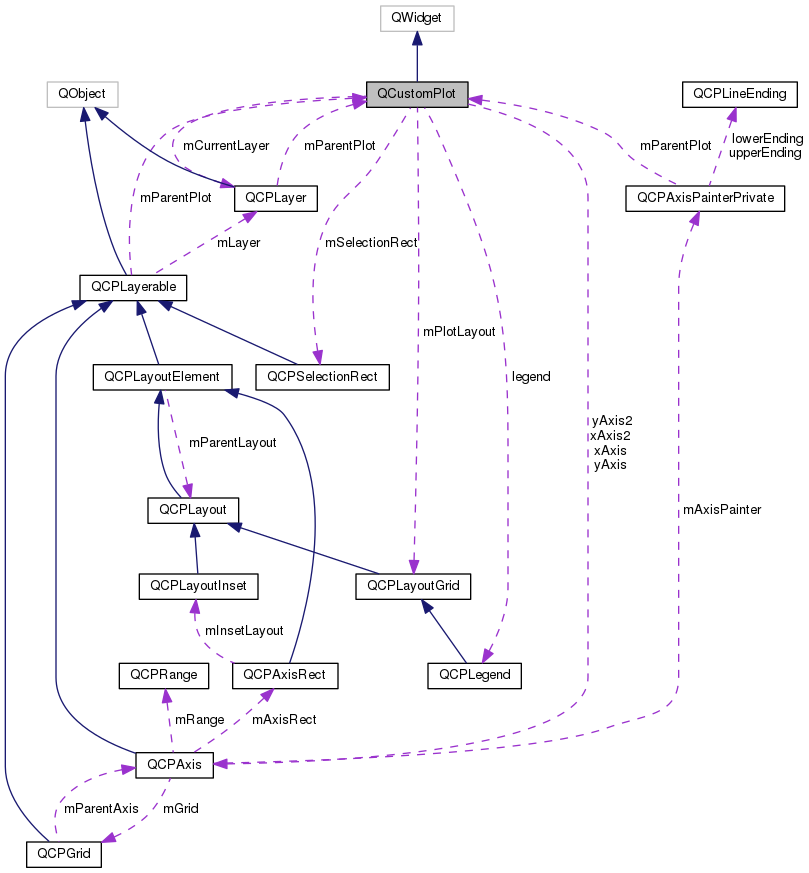 QWidget
QObject
QCustomPlot
QCPLineEnding
mCurrentLayer
mParentPlot
mParentPlot
lowerEnding
upperEnding
mParentPlot
QCPLayer
QCPAxisPainterPrivate
mLayer
mSelectionRect
QCPLayerable
mPlotLayout
QCPLayoutElement
QCPSelectionRect
legend
yAxis2
xAxis2
xAxis
yAxis
mParentLayout
QCPLayout
mAxisPainter
QCPLayoutInset
QCPLayoutGrid
mInsetLayout
QCPRange
QCPAxisRect
QCPLegend
mRange
mAxisRect
QCPAxis
mParentAxis
mGrid
QCPGrid